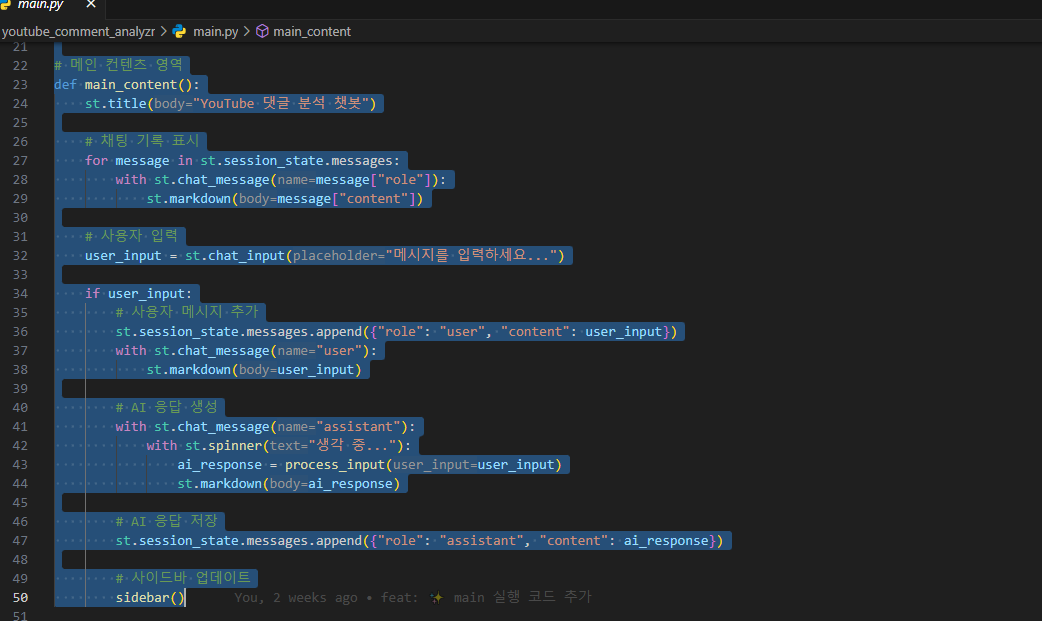 main.py ×
youtube_comment_analyzr > main.py > main_content
21
22 # 메인 컨텐츠 영역
23 def main_content():
24     st.title(body="YouTube 댓글 분석 챗봇")
25
26     # 채팅 기록 표시
27     for message in st.session_state.messages:
28         with st.chat_message(name=message["role"]):
29             st.markdown(body=message["content"])
30
31     # 사용자 입력
32     user_input = st.chat_input(placeholder="메시지를 입력하세요...")
33
34     if user_input:
35         # 사용자 메시지 추가
36         st.session_state.messages.append({"role": "user", "content": user_input})
37         with st.chat_message(name="user"):
38             st.markdown(body=user_input)
39
40         # AI 응답 생성
41         with st.chat_message(name="assistant"):
42             with st.spinner(text="생각 중..."):
43                 ai_response = process_input(user_input=user_input)
44                 st.markdown(body=ai_response)
45
46         # AI 응답 저장
47         st.session_state.messages.append({"role": "assistant", "content": ai_response})
48
49         # 사이드바 업데이트
50         sidebar() You, 2 weeks ago • feat: ✨ main 실행 코드 추가
51